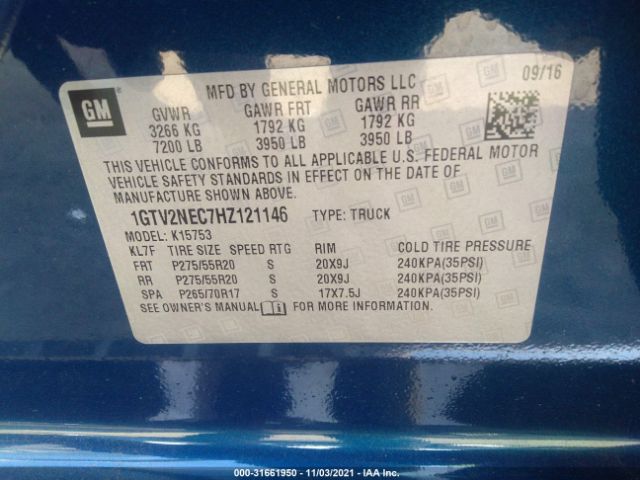 GM
MFD BY GENERAL MOTORS LLC
09/16
GVWR GAWR FRT GAWR RR
3266 KG 1792 KG 1792 KG
7200 LB 3950 LB 3950 LB
THIS VEHICLE CONFORMS TO ALL APPLICABLE U.S. FEDERAL MOTOR
VEHICLE SAFETY STANDARDS IN EFFECT ON THE DATE OF
MANUFACTURE SHOWN ABOVE.
1GTV2NEC7HZ121146 TYPE: TRUCK
MODEL: K15753
KL7F TIRE SIZE SPEED RTG RIM COLD TIRE PRESSURE
FRT P275/55R20 S 20X9J 240KPA(35PSI)
RR P275/55R20 S 20X9J 240KPA(35PSI)
SPA P265/70R17 S 17X7.5J 240KPA(35PSI)
SEE OWNER'S MANUAL FOR MORE INFORMATION.
000-31661950 - 11/03/2021 - IAA Inc.